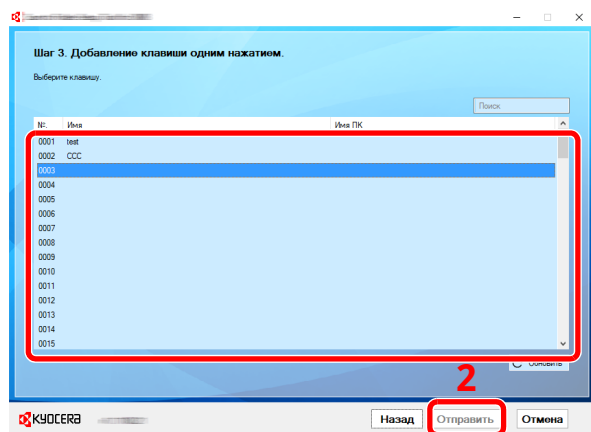 Шаг 3. Добавление клавиши одним нажатием.
Выберите клавишу.
Поиск
№. Имя Имя ПК
0001 test
0002 CCC
0003
0004
0005
0006
0007
0008
0009
0010
0011
0012
0013
0014
0015
Обновить
2
KYOCERA
Назад Отправить Отмена